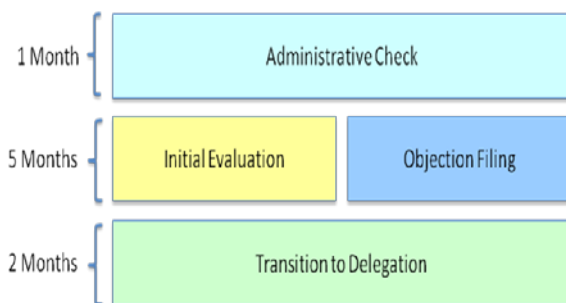 1 Month
Administrative Check
5 Months
Initial Evaluation
Objection Filing
2 Months
Transition to Delegation